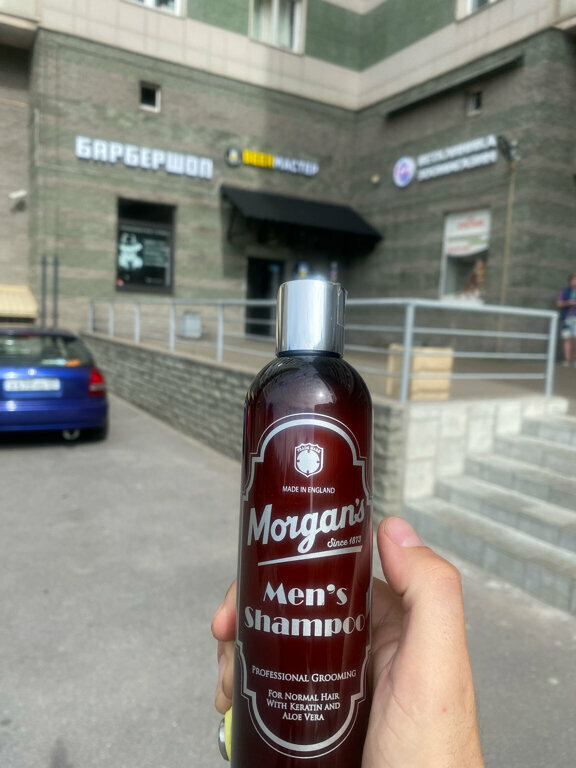 БАРБЕРШОП
ПЕПМАСТЕР
MADE IN ENGLAND
Morgan's
Since 1873
Men's
Shampoo
PROFESSIONAL GROOMING
FOR NORMAL HAIR
WITH KERATIN AND
ALOE VERA